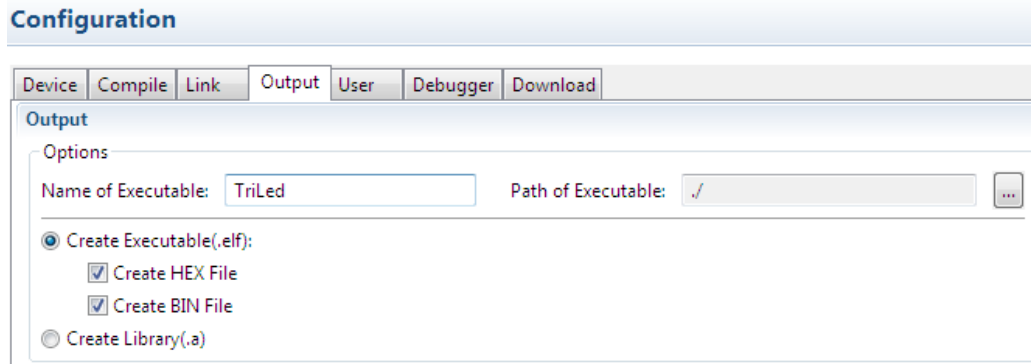 Configuration
Device Compile Link Output User Debugger Download
Output
Options
Name of Executable: TriLed Path of Executable: ./ ...
Create Executable(.elf):
Create HEX File
Create BIN File
Create Library(.a)